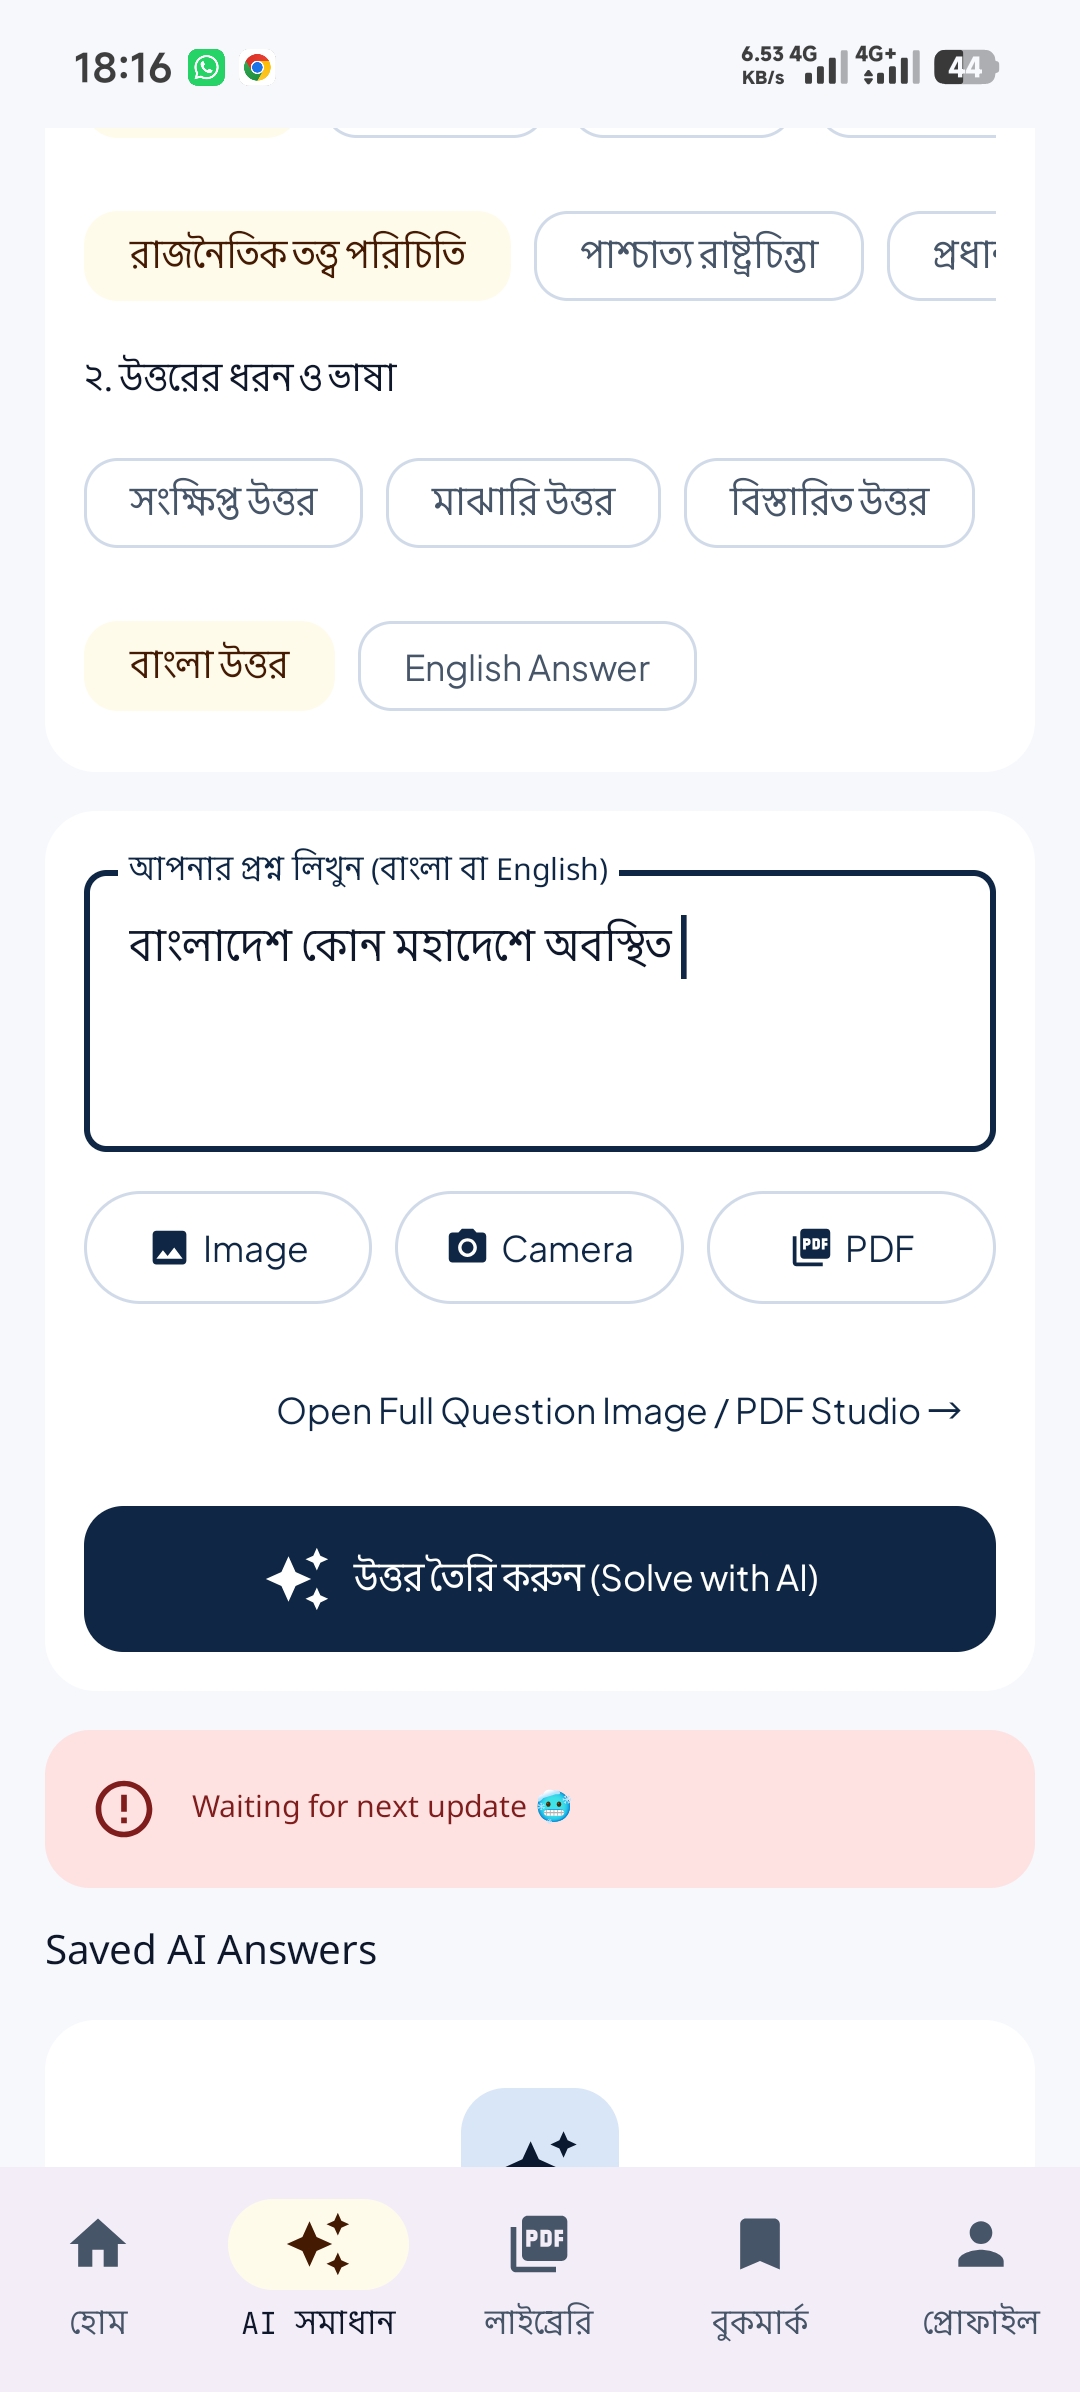 18:16
6.53 KB/s 4G 4G+ 44
রাজনৈতিক তত্ত্ব পরিচিতি
পাশ্চাত্য রাষ্ট্রচিন্তা
২. উত্তরের ধরন ও ভাষা
সংক্ষিপ্ত উত্তর
মাঝারি উত্তর
বিস্তারিত উত্তর
বাংলা উত্তর
English Answer
আপনার প্রশ্ন লিখুন (বাংলা বা English)
বাংলাদেশ কোন মহাদেশে অবস্থিত
Image
Camera
PDF
Open Full Question Image / PDF Studio →
উত্তর তৈরি করুন (Solve with AI)
Waiting for next update 🥶
Saved AI Answers
হোম
AI সমাধান
PDF
লাইব্রেরি
বুকমার্ক
প্রোফাইল